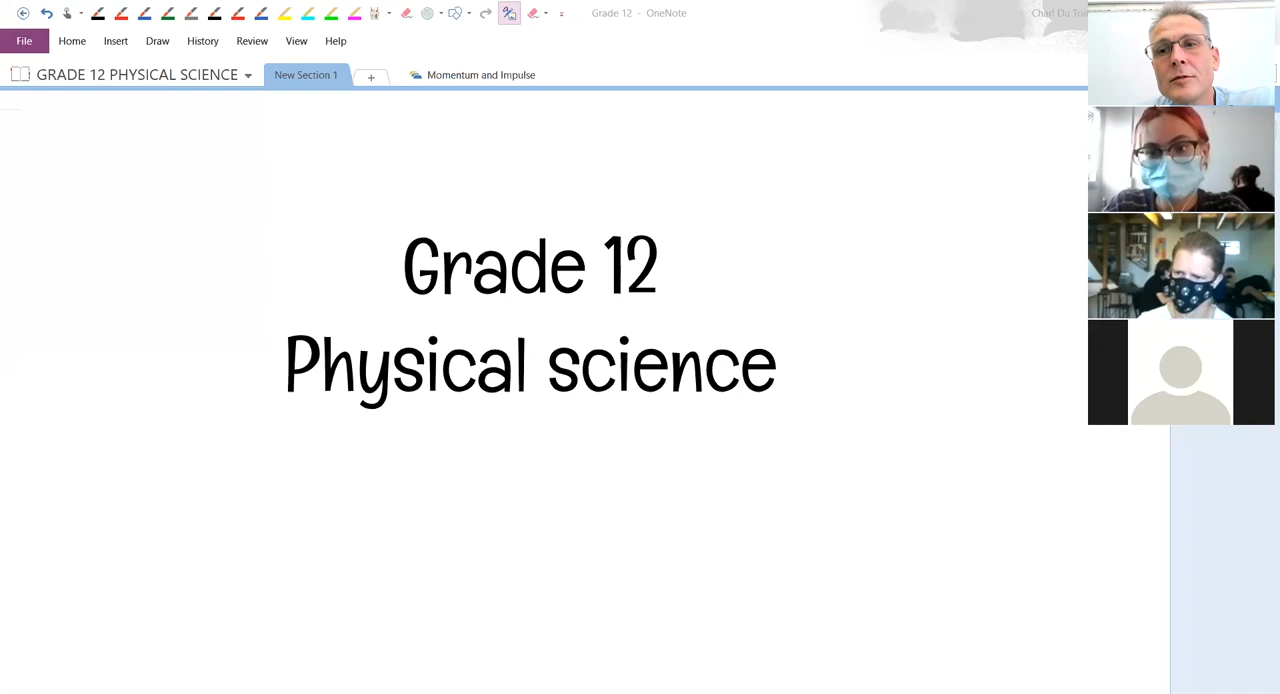 Grade 12 - OneNote
File Home Insert Draw History Review View Help
GRADE 12 PHYSICAL SCIENCE New Section 1 + Momentum and Impulse
Grade 12
Physical science